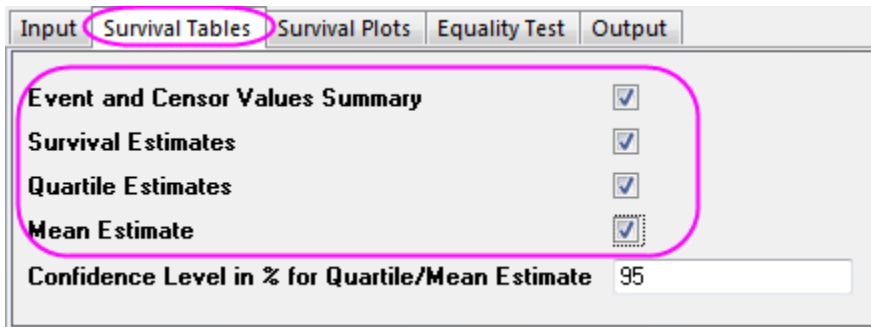 Input Survival Tables Survival Plots Equality Test Output
Event and Censor Values Summary
Survival Estimates
Quartile Estimates
Mean Estimate
Confidence Level in % for Quartile/Mean Estimate 95